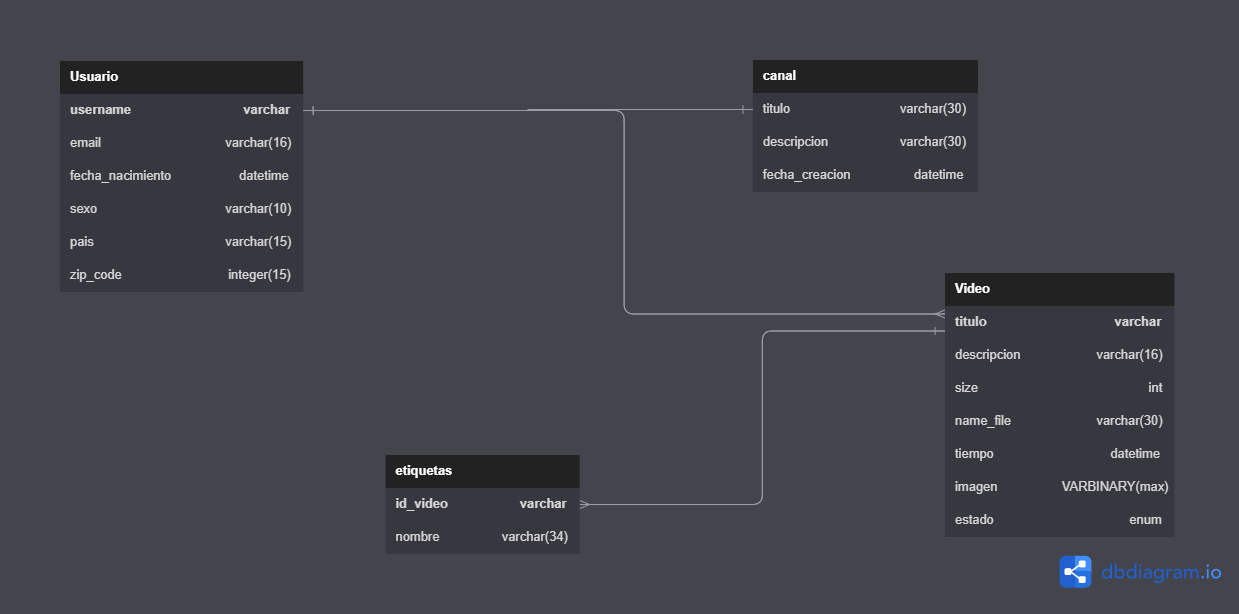 Usuario
username varchar
email varchar(16)
fecha_nacimiento datetime
sexo varchar(10)
pais varchar(15)
zip_code integer(15)
canal
titulo varchar(30)
descripcion varchar(30)
fecha_creacion datetime
Video
titulo varchar
descripcion varchar(16)
size int
name_file varchar(30)
tiempo datetime
imagen VARBINARY(max)
estado enum
etiquetas
id_video varchar
nombre varchar(34)
dbdiagram.io